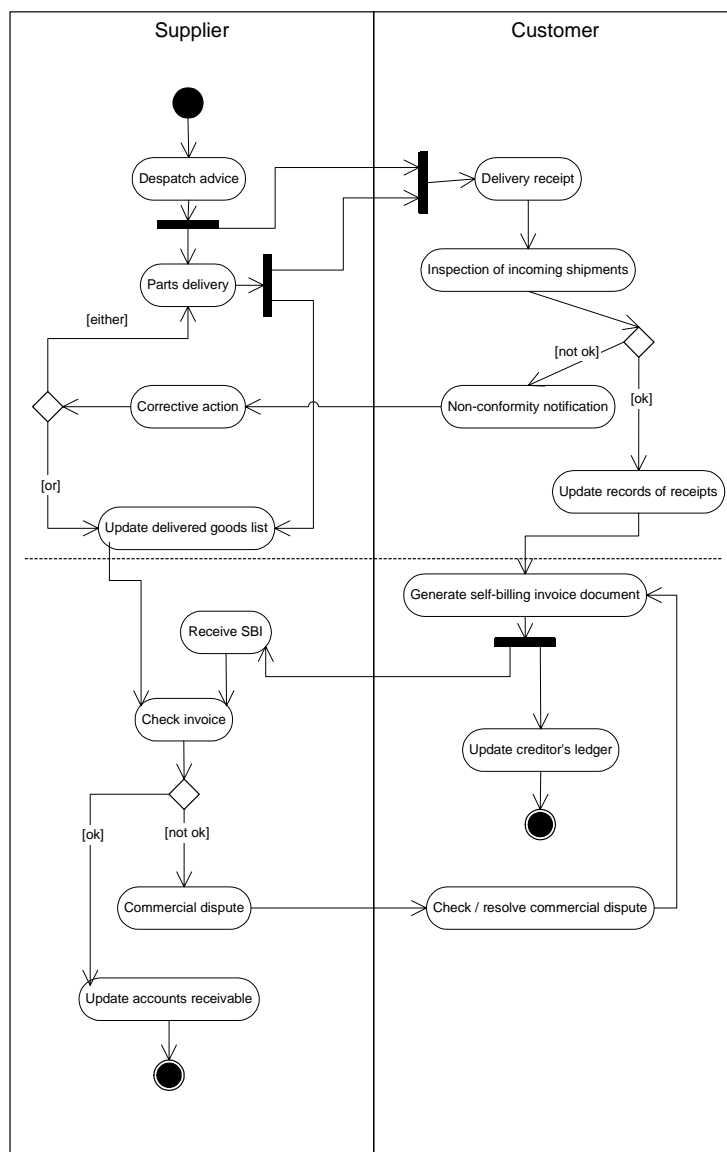 Supplier
Customer
Despatch advice
Delivery receipt
Inspection of incoming shipments
Parts delivery
[either]
[not ok]
[ok]
Corrective action
Non-conformity notification
[or]
Update records of receipts
Update delivered goods list
Generate self-billing invoice document
Receive SBI
Check invoice
Update creditor's ledger
[ok]
[not ok]
Commercial dispute
Check / resolve commercial dispute
Update accounts receivable